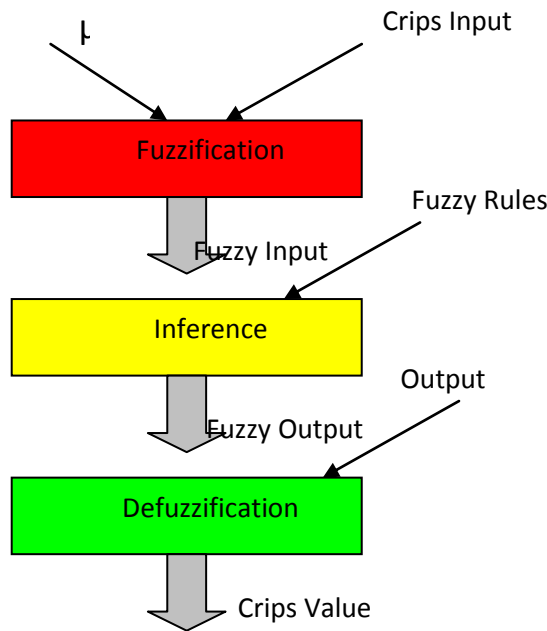 μ
Crips Input
Fuzzification
Fuzzy Rules
Fuzzy Input
Inference
Output
Fuzzy Output
Defuzzification
Crips Value